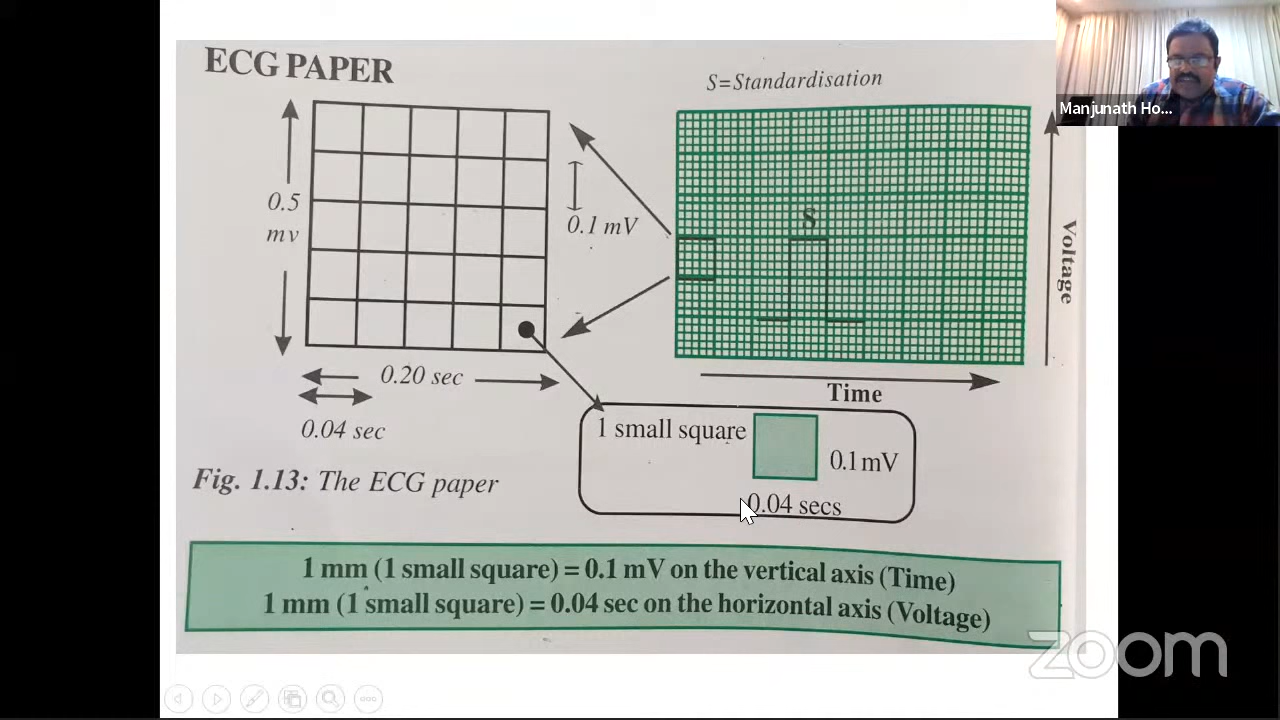 ECG PAPER
S=Standardisation
Manjunath Ho...
0.5
mv
0.1 mV
S
Voltage
0.20 sec
Time
0.04 sec
1 small square
0.1 mV
0.04 secs
Fig. 1.13: The ECG paper
1 mm (1 small square) = 0.1 mV on the vertical axis (Time)
1 mm (1 small square) = 0.04 sec on the horizontal axis (Voltage)
zoom